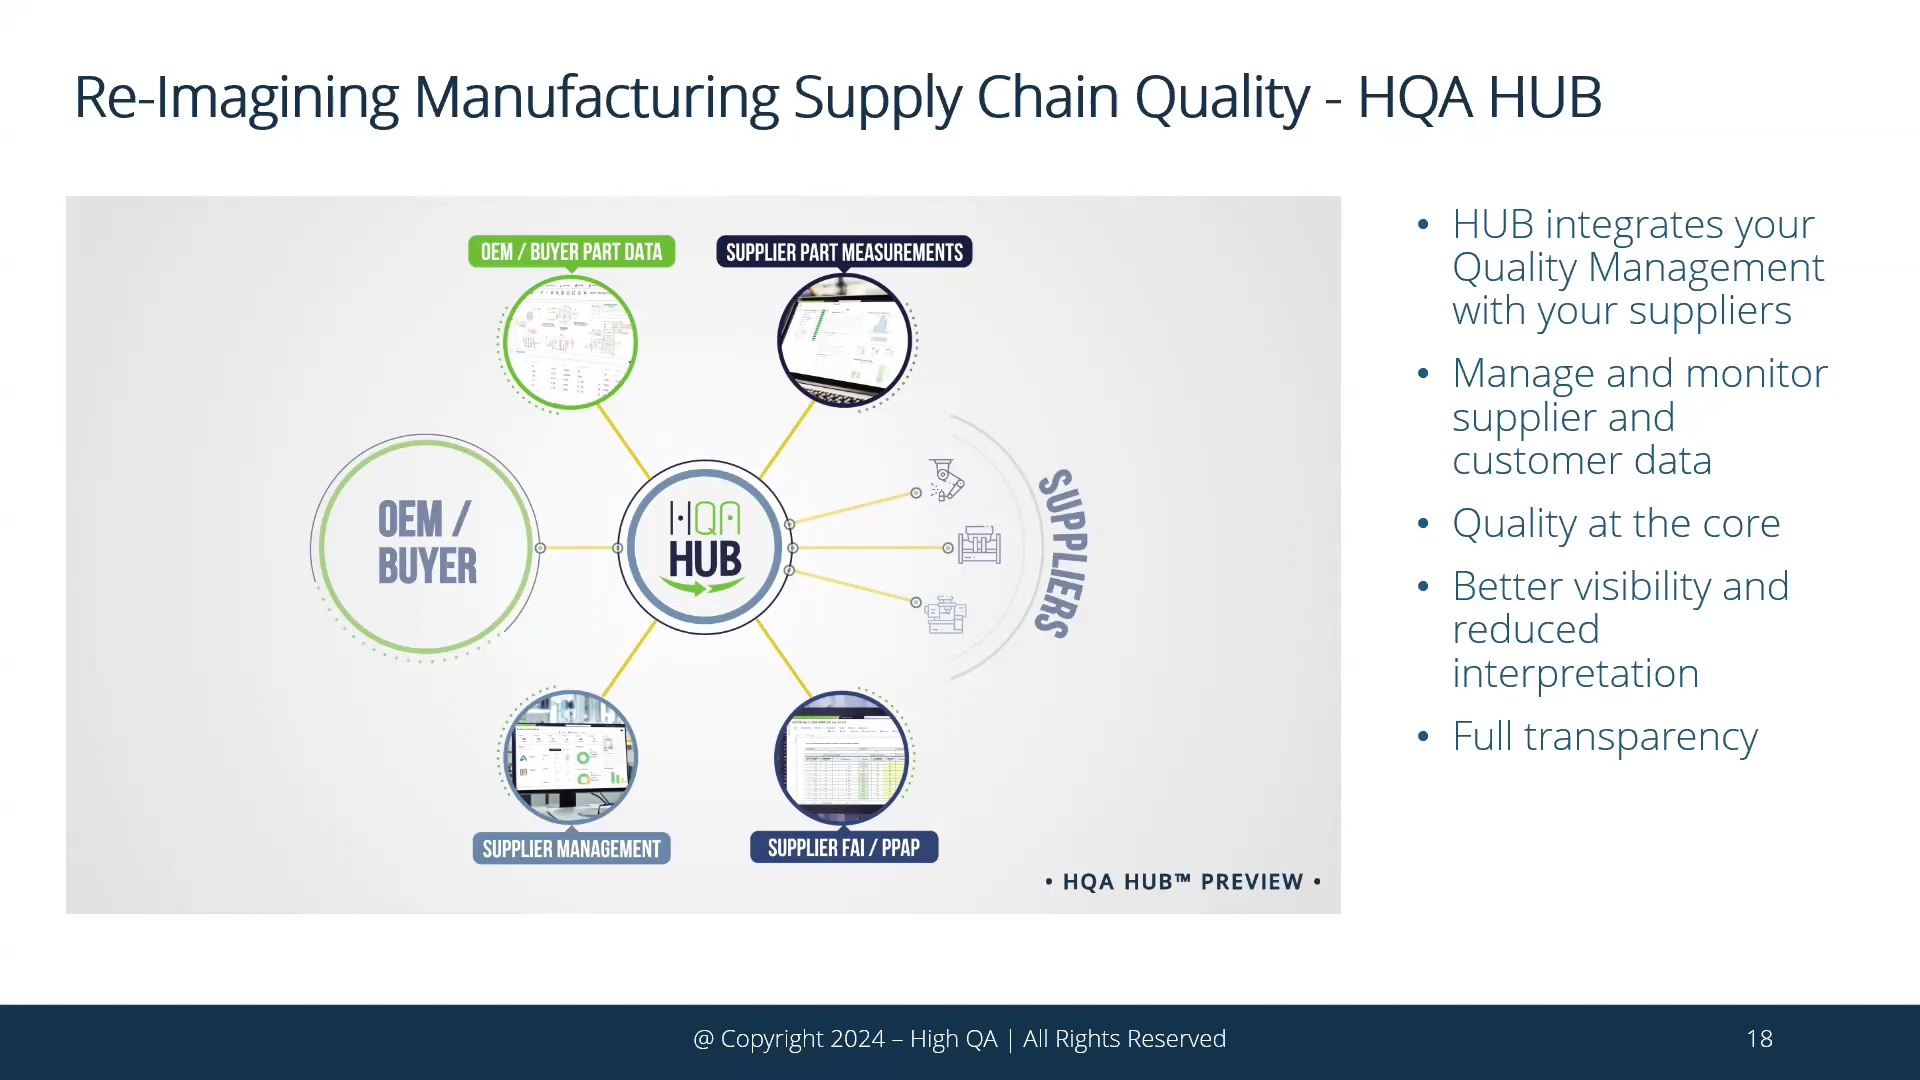 Re-Imagining Manufacturing Supply Chain Quality - HQA HUB
OEM / BUYER PART DATA
SUPPLIER PART MEASUREMENTS
OEM /
BUYER
HQA
HUB
SUPPLIERS
SUPPLIER MANAGEMENT
SUPPLIER FAI / PPAP
• HQA HUB™ PREVIEW •
• HUB integrates your
Quality Management
with your suppliers
• Manage and monitor
supplier and
customer data
• Quality at the core
• Better visibility and
reduced
interpretation
• Full transparency
@ Copyright 2024 – High QA | All Rights Reserved
18